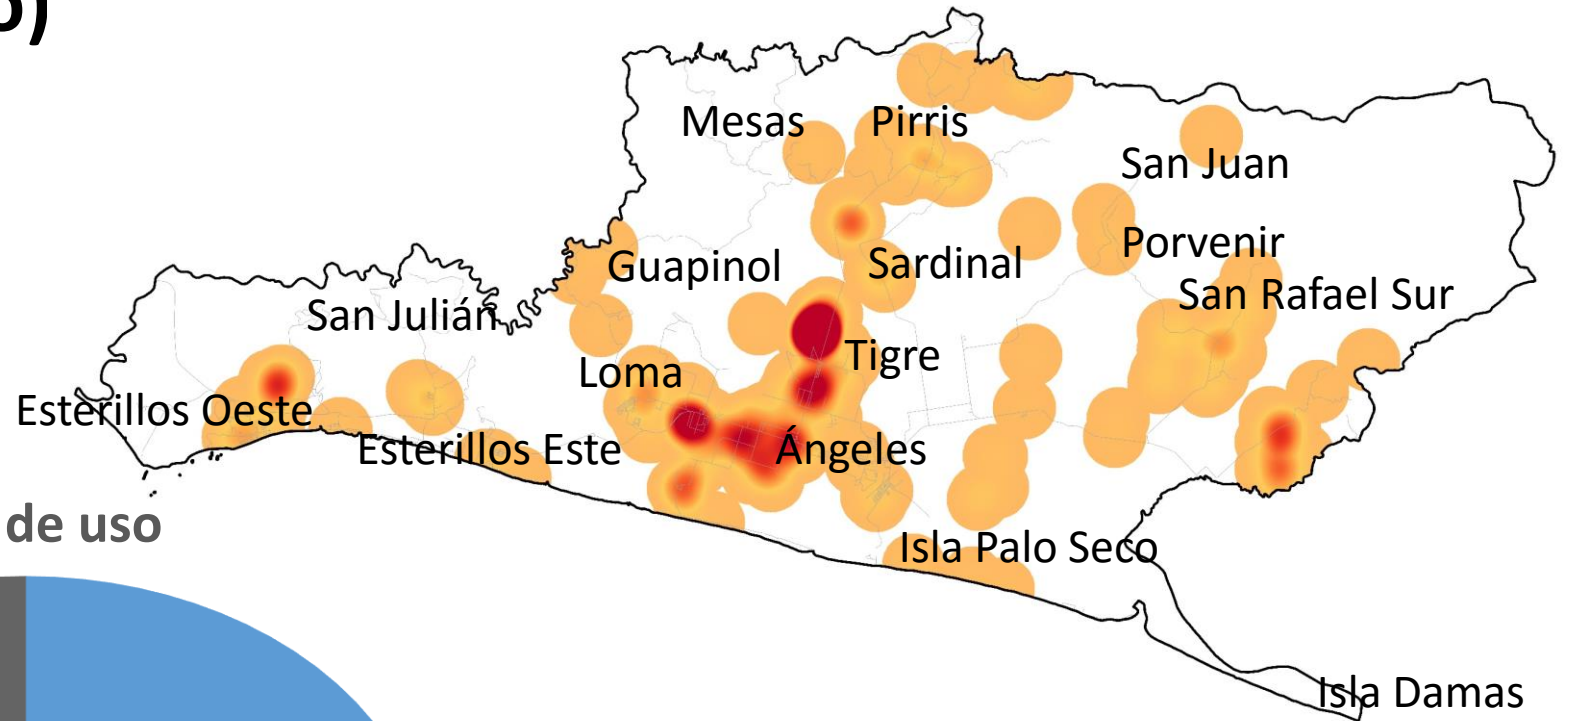 Mesas
Pirris
San Juan
Porvenir
Guapinol
Sardinal
San Rafael Sur
San Julián
Tigre
Loma
Esterillos Oeste
Esterillos Este
Ángeles
de uso
Isla Palo Seco
Isla Damas